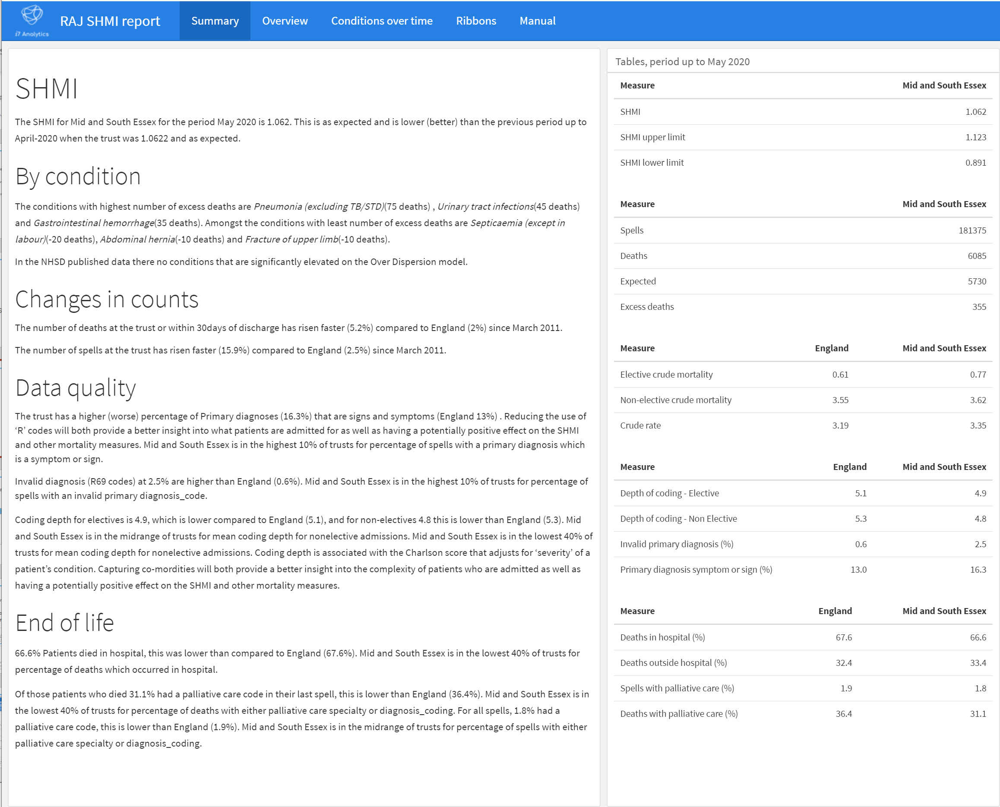 i7 Analytics
RAJ SHMI report
Summary
Overview
Conditions over time
Ribbons
Manual
SHMI
The SHMI for Mid and South Essex for the period May 2020 is 1.062. This is as expected and is lower (better) than the previous period up to
April-2020 when the trust was 1.0622 and as expected.
By condition
The conditions with highest number of excess deaths are Pneumonia (excluding TB/STD)(75 deaths) , Urinary tract infections(45 deaths)
and Gastrointestinal hemorrhage(35 deaths). Amongst the conditions with least number of excess deaths are Septicaemia (except in
labour)(-20 deaths), Abdominal hernia(-10 deaths) and Fracture of upper limb(-10 deaths).
In the NHSD published data there no conditions that are significantly elevated on the Over Dispersion model.
Changes in counts
The number of deaths at the trust or within 30days of discharge has risen faster (5.2%) compared to England (2%) since March 2011.
The number of spells at the trust has risen faster (15.9%) compared to England (2.5%) since March 2011.
Data quality
The trust has a higher (worse) percentage of Primary diagnoses (16.3%) that are signs and symptoms (England 13%) . Reducing the use of
‘R’ codes will both provide a better insight into what patients are admitted for as well as having a potentially positive effect on the SHMI
and other mortality measures. Mid and South Essex is in the highest 10% of trusts for percentage of spells with a primary diagnosis which
is a symptom or sign.
Invalid diagnosis (R69 codes) at 2.5% are higher than England (0.6%). Mid and South Essex is in the highest 10% of trusts for percentage of
spells with an invalid primary diagnosis_code.
Coding depth for electives is 4.9, which is lower compared to England (5.1), and for non-electives 4.8 this is lower than England (5.3). Mid
and South Essex is in the midrange of trusts for mean coding depth for nonelective admissions. Mid and South Essex is in the lowest 40% of
trusts for mean coding depth for nonelective admissions. Coding depth is associated with the Charlson score that adjusts for ‘severity’ of a
patient’s condition. Capturing co-mordities will both provide a better insight into the complexity of patients who are admitted as well as
having a potentially positive effect on the SHMI and other mortality measures.
End of life
66.6% Patients died in hospital, this was lower than compared to England (67.6%). Mid and South Essex is in the lowest 40% of trusts for
percentage of deaths which occurred in hospital.
Of those patients who died 31.1% had a palliative care code in their last spell, this is lower than England (36.4%). Mid and South Essex is in
the lowest 40% of trusts for percentage of deaths with either palliative care specialty or diagnosis_coding. For all spells, 1.8% had a
palliative care code, this is lower than England (1.9%). Mid and South Essex is in the midrange of trusts for percentage of spells with either
palliative care specialty or diagnosis_coding.
Tables, period up to May 2020
Measure Mid and South Essex
SHMI 1.062
SHMI upper limit 1.123
SHMI lower limit 0.891
Measure Mid and South Essex
Spells 181375
Deaths 6085
Expected 5730
Excess deaths 355
Measure England Mid and South Essex
Elective crude mortality 0.61 0.77
Non-elective crude mortality 3.55 3.62
Crude rate 3.19 3.35
Measure England Mid and South Essex
Depth of coding - Elective 5.1 4.9
Depth of coding - Non Elective 5.3 4.8
Invalid primary diagnosis (%) 0.6 2.5
Primary diagnosis symptom or sign (%) 13.0 16.3
Measure England Mid and South Essex
Deaths in hospital (%) 67.6 66.6
Deaths outside hospital (%) 32.4 33.4
Spells with palliative care (%) 1.9 1.8
Deaths with palliative care (%) 36.4 31.1